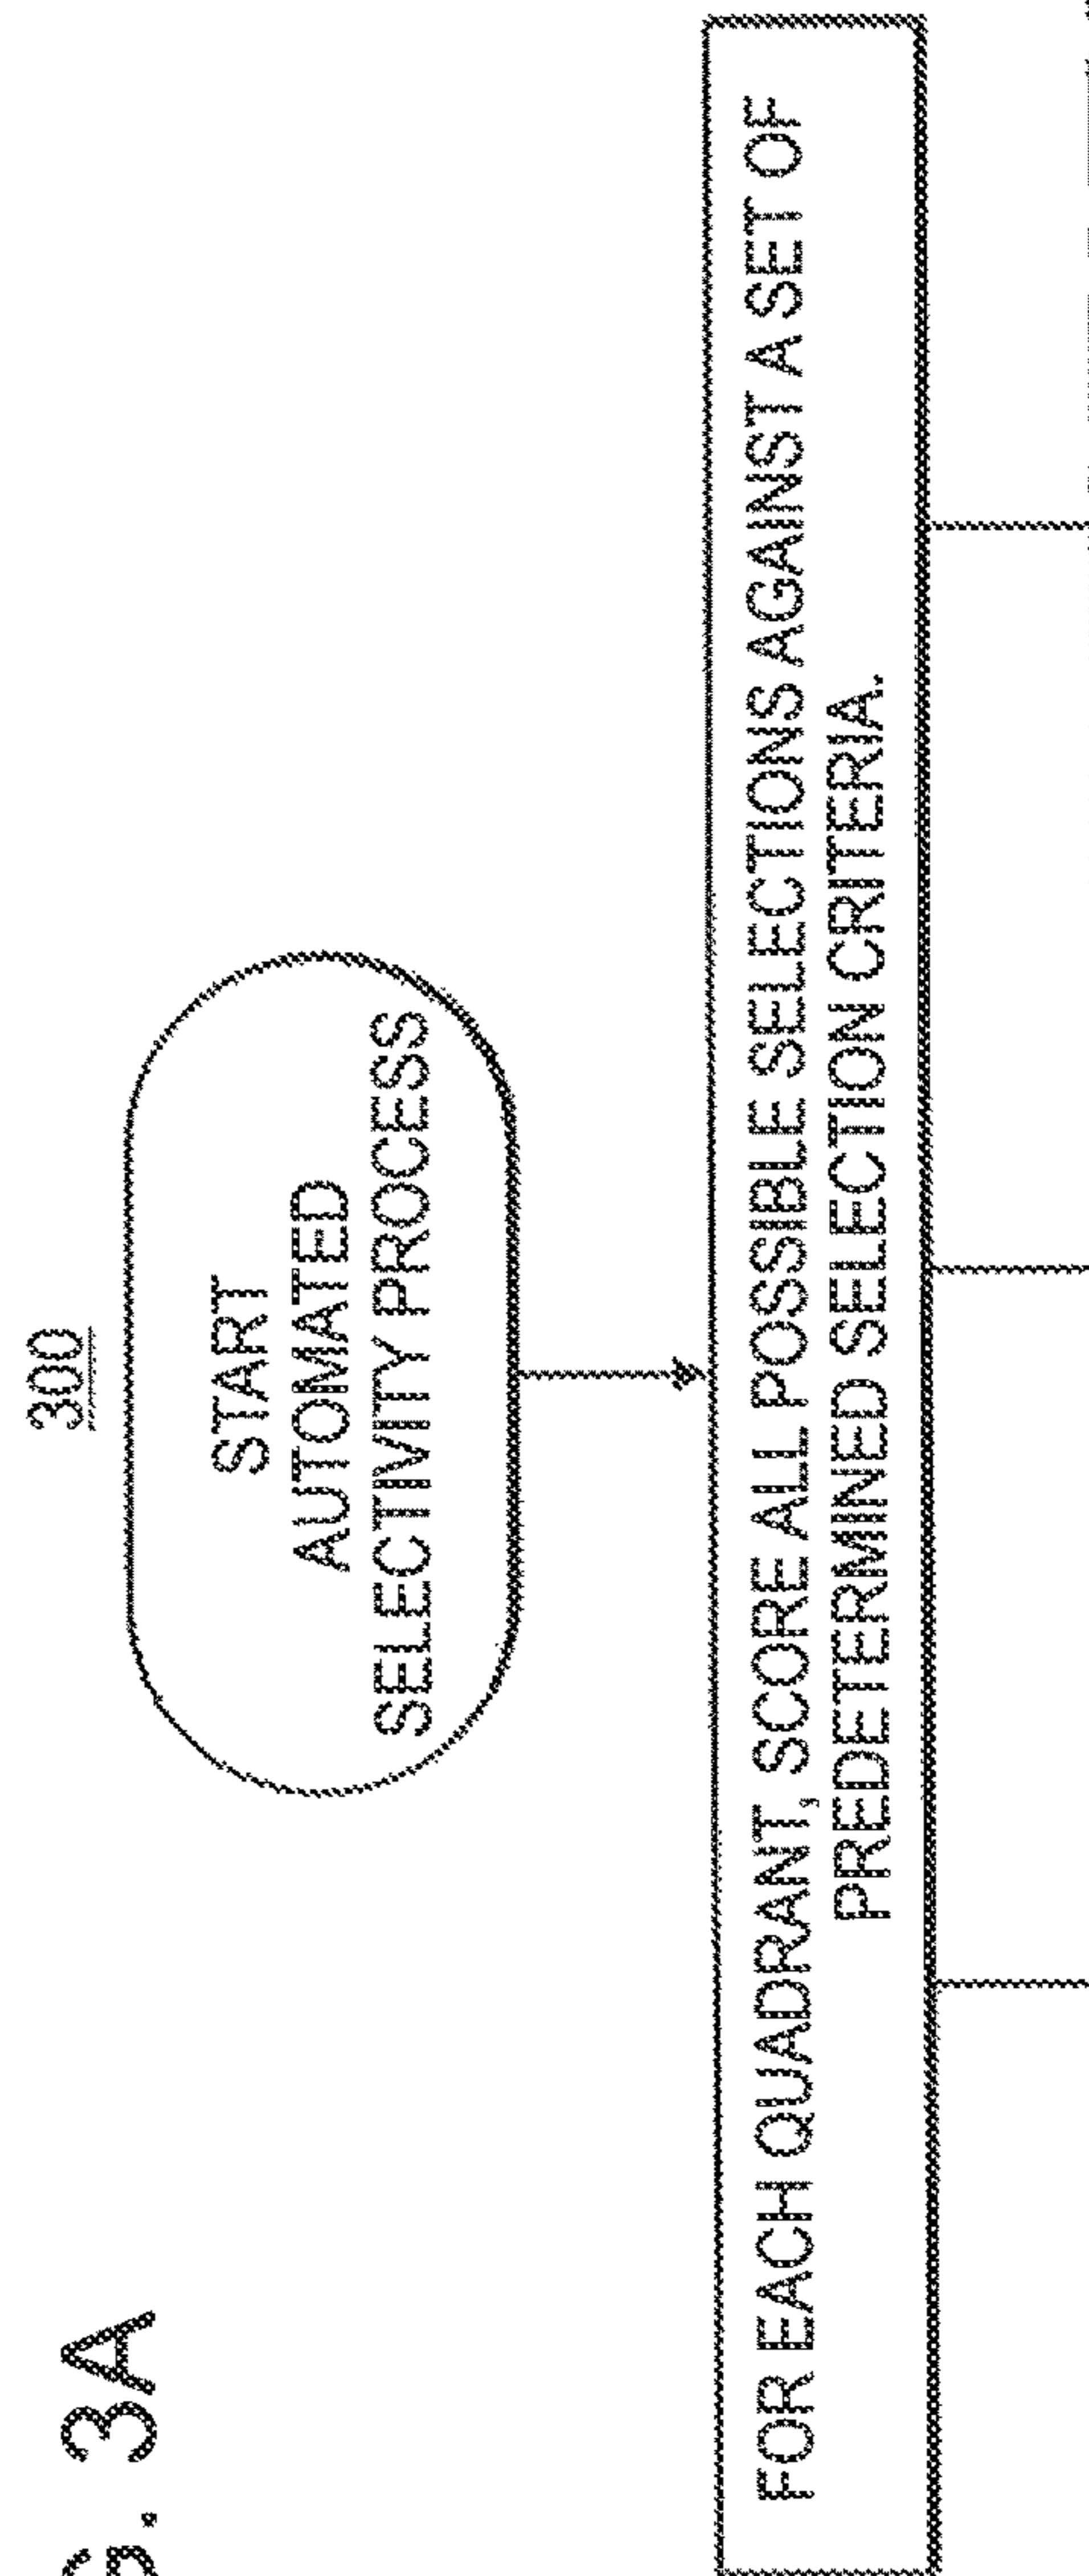 G. 3A
300
START
AUTOMATED
SELECTIVITY PROCESS
FOR EACH QUADRANT, SCORE ALL POSSIBLE SELECTIONS AGAINST A SET OF
PREDETERMINED SELECTION CRITERIA.